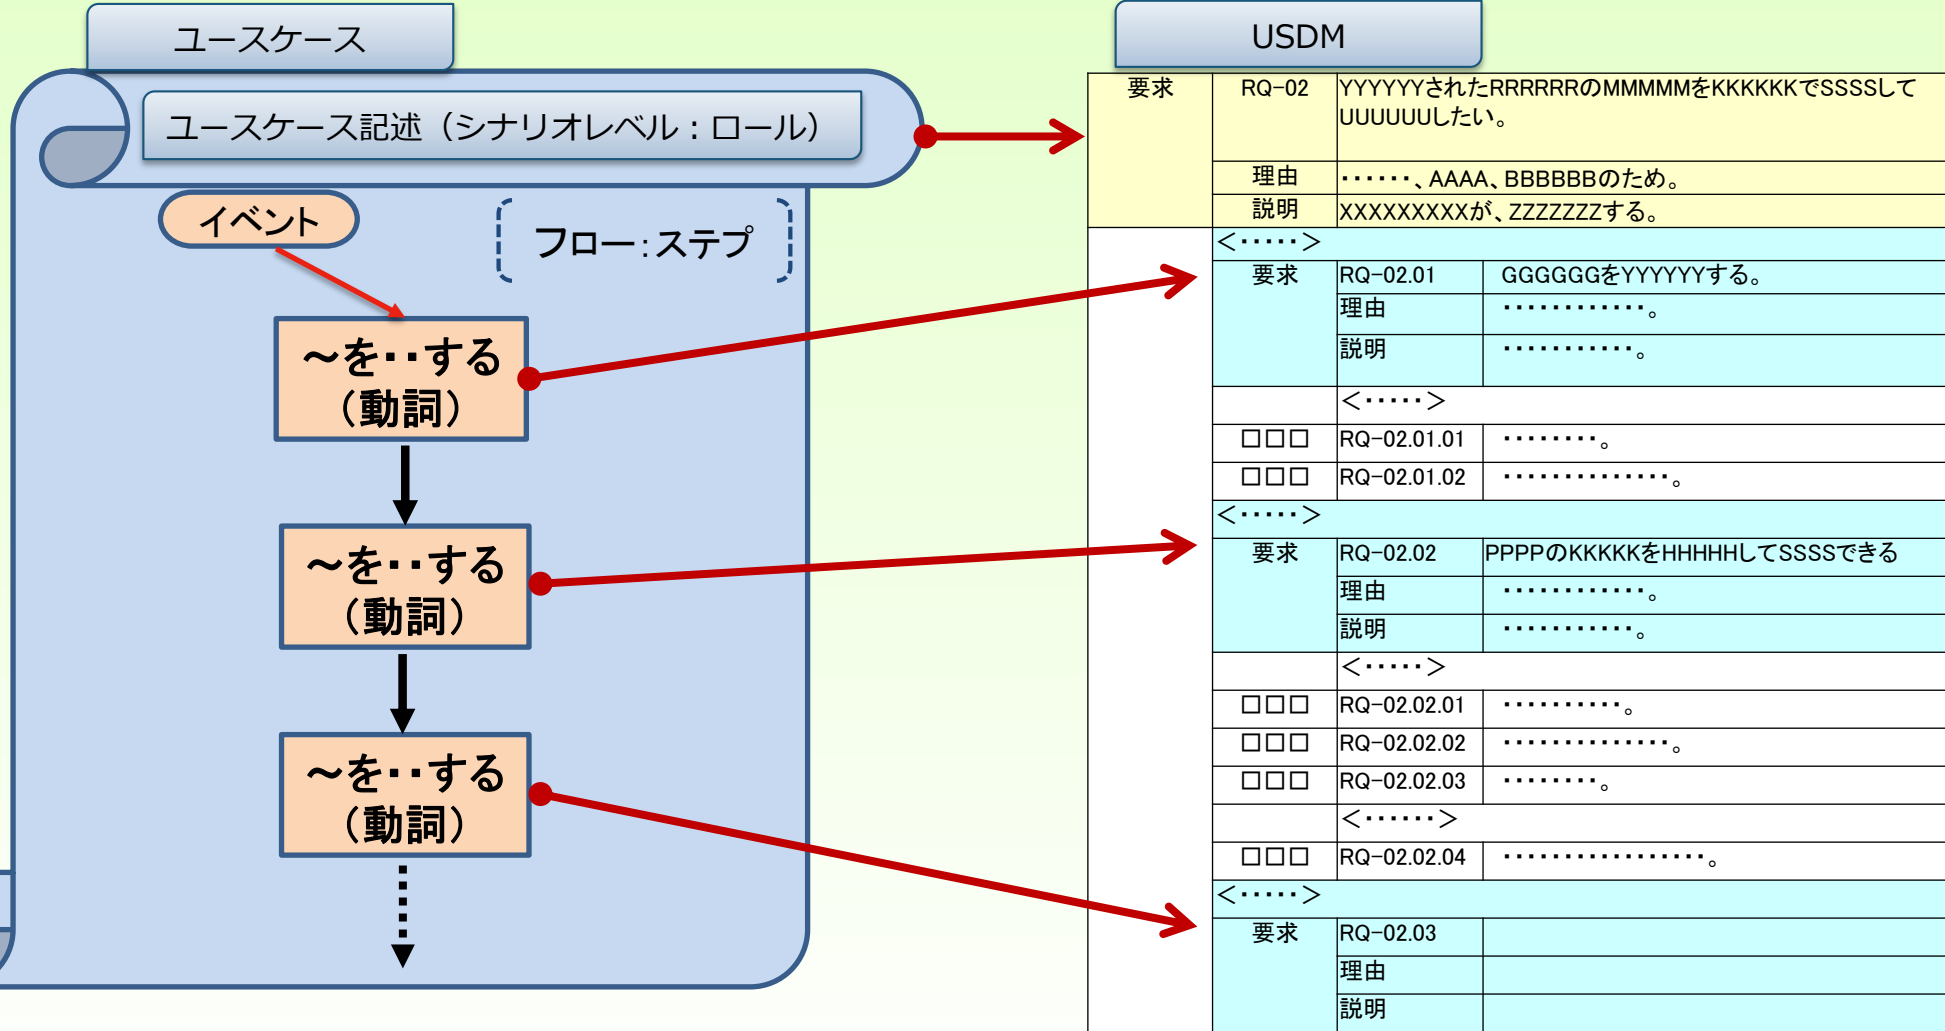 ユースケース
ユースケース記述（シナリオレベル：ロール）
イベント
フロー：ステプ
～を・・する
（動詞）
～を・・する
（動詞）
～を・・する
（動詞）
USDM
要求 RQ-02 YYYYYYされたRRRRRRのMMMMMをKKKKKKでSSSSして
UUUUUUしたい。
理由 ・・・・・・、AAAA、BBBBBBのため。
説明 XXXXXXXXXが、ZZZZZZZする。
＜・・・・・＞
要求 RQ-02.01 GGGGGGをYYYYYYする。
理由 ・・・・・・・・・・・・。
説明 ・・・・・・・・・・・。
＜・・・・・＞
□□□ RQ-02.01.01 ・・・・・・・・。
□□□ RQ-02.01.02 ・・・・・・・・・・・・・・。
＜・・・・・＞
要求 RQ-02.02 PPPPのKKKKKをHHHHHしてSSSSできる
理由 ・・・・・・・・・・・・。
説明 ・・・・・・・・・・・。
＜・・・・・＞
□□□ RQ-02.02.01 ・・・・・・・・・・。
□□□ RQ-02.02.02 ・・・・・・・・・・・・・・。
□□□ RQ-02.02.03 ・・・・・・・・。
＜・・・・・・＞
□□□ RQ-02.02.04 ・・・・・・・・・・・・・・・・・。
＜・・・・・＞
要求 RQ-02.03
理由
説明